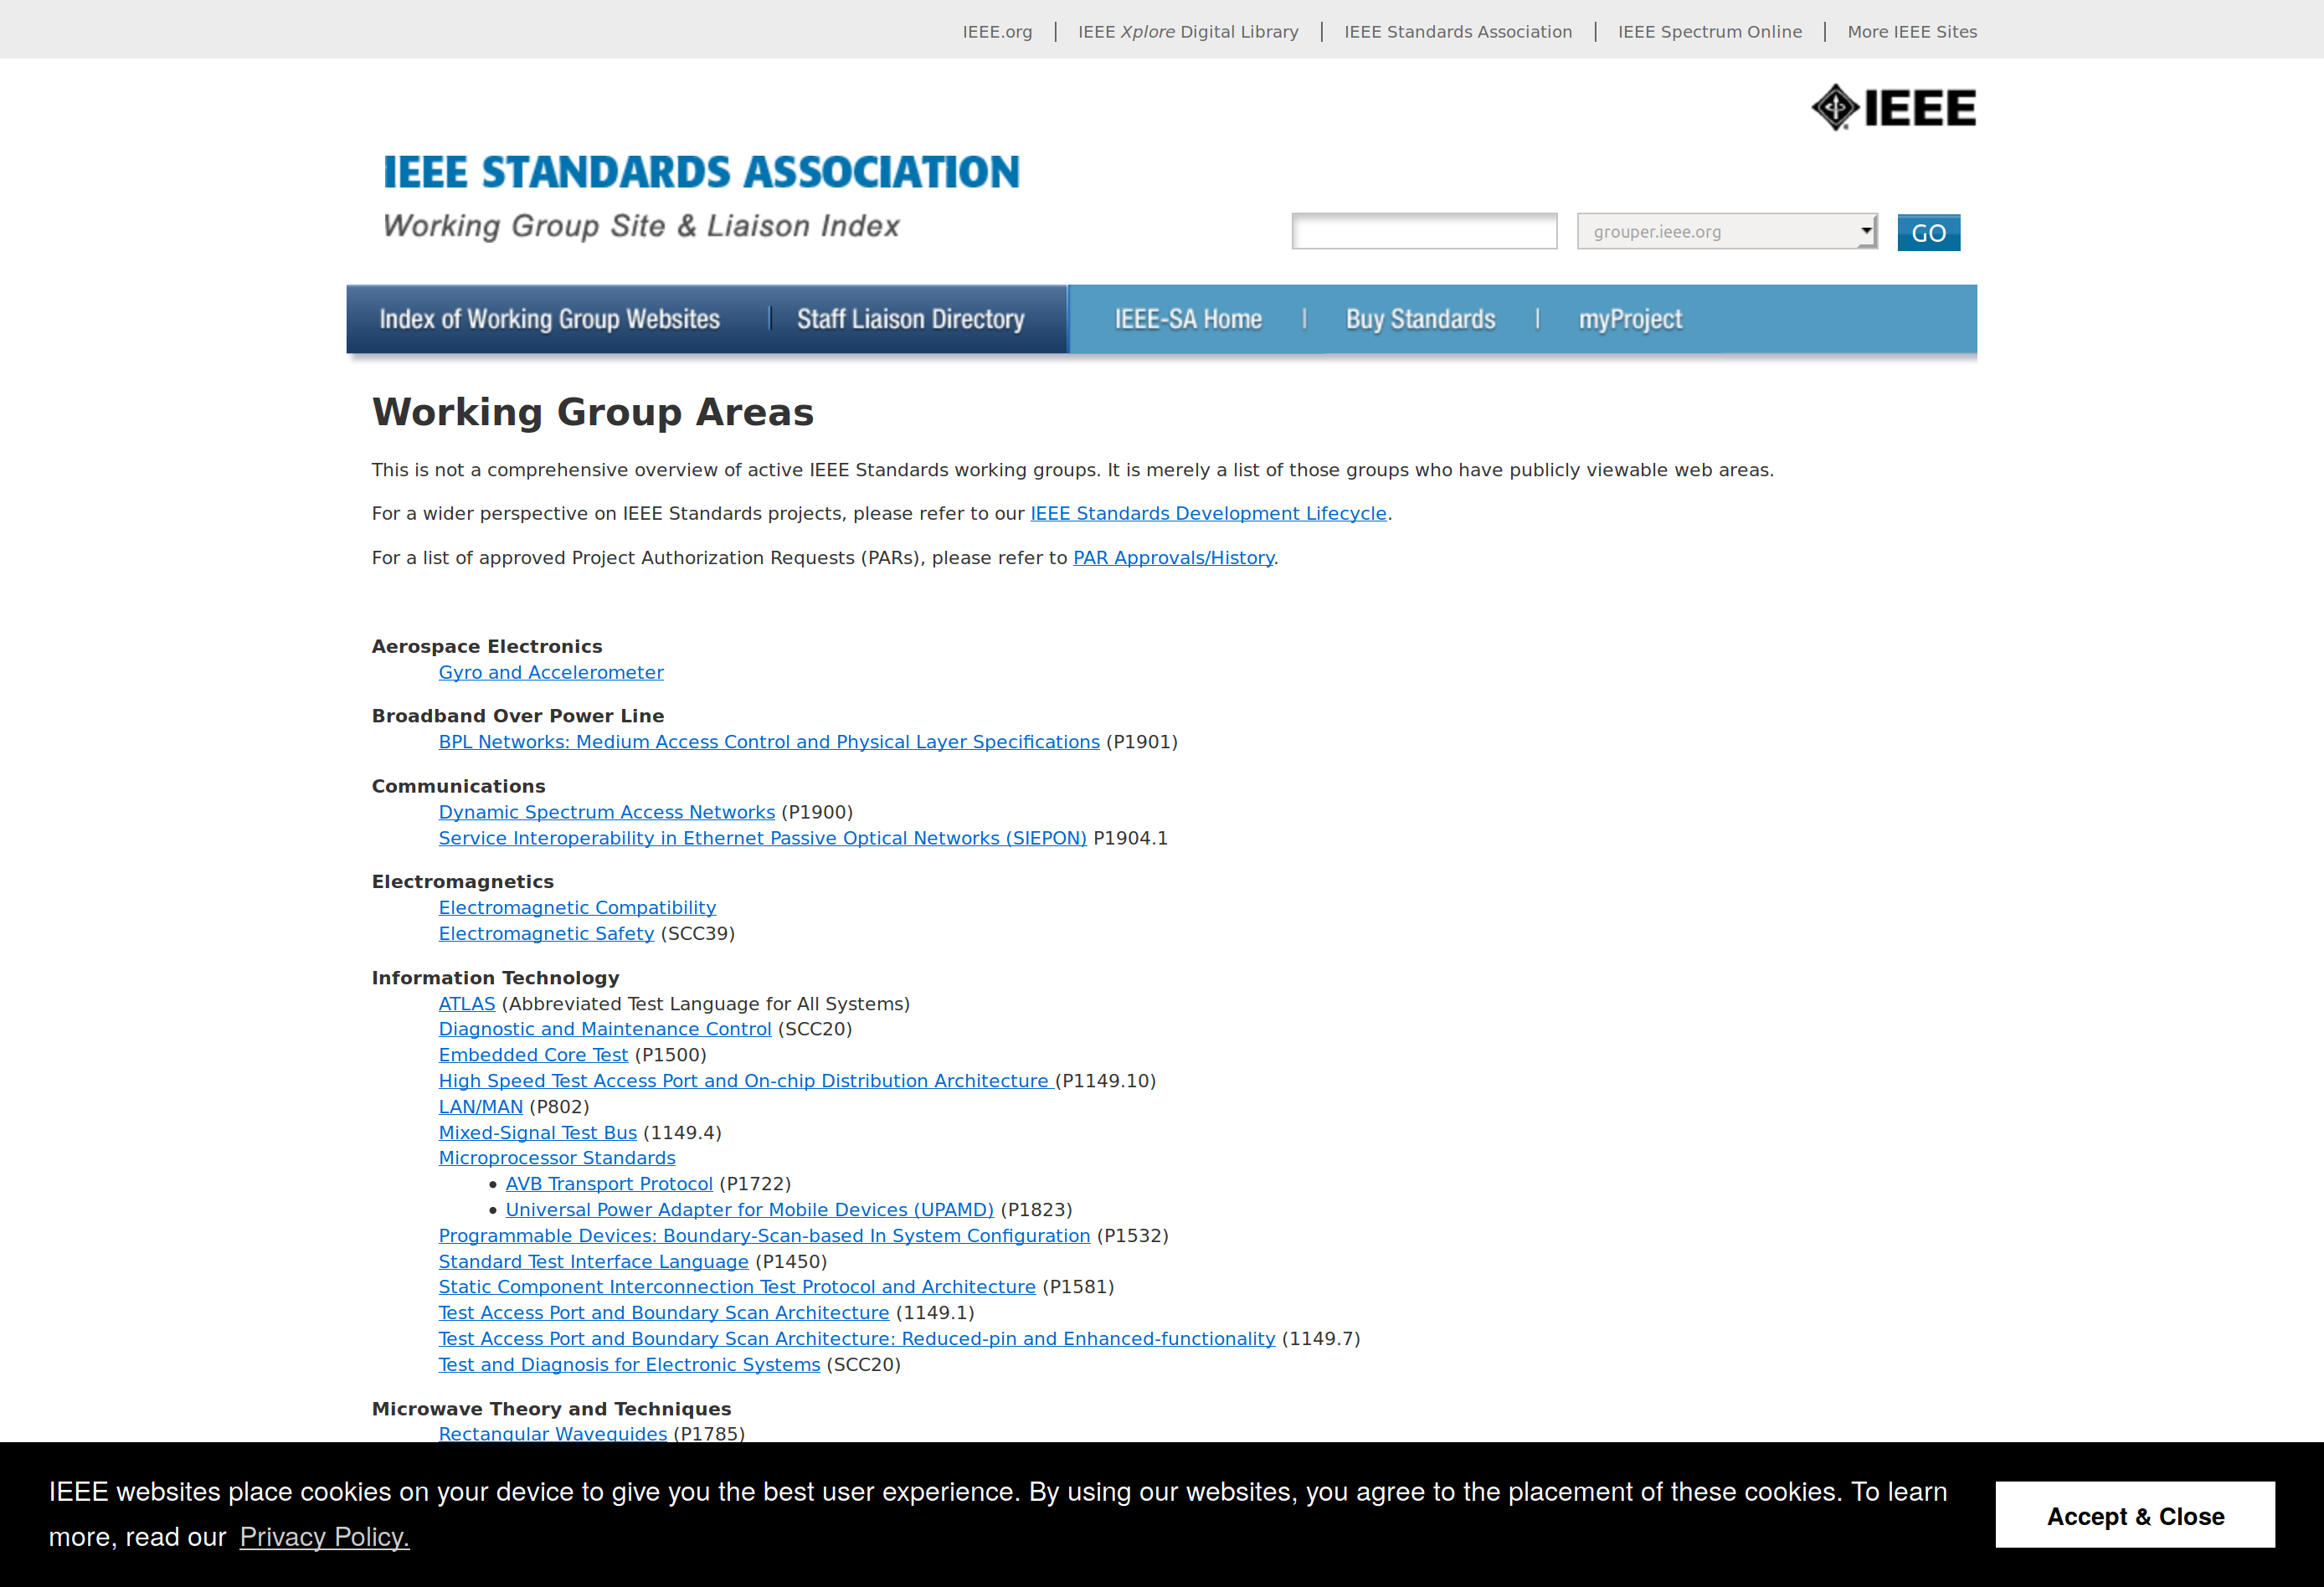 IEEE.org | IEEE Xplore Digital Library | IEEE Standards Association | IEEE Spectrum Online | More IEEE Sites
IEEE
IEEE STANDARDS ASSOCIATION
Working Group Site & Liaison Index
grouper.ieee.org
GO
Index of Working Group Websites | Staff Liaison Directory
IEEE-SA Home | Buy Standards | myProject
Working Group Areas
This is not a comprehensive overview of active IEEE Standards working groups. It is merely a list of those groups who have publicly viewable web areas.
For a wider perspective on IEEE Standards projects, please refer to our IEEE Standards Development Lifecycle.
For a list of approved Project Authorization Requests (PARs), please refer to PAR Approvals/History.
Aerospace Electronics
Gyro and Accelerometer
Broadband Over Power Line
BPL Networks: Medium Access Control and Physical Layer Specifications (P1901)
Communications
Dynamic Spectrum Access Networks (P1900)
Service Interoperability in Ethernet Passive Optical Networks (SIEPON) P1904.1
Electromagnetics
Electromagnetic Compatibility
Electromagnetic Safety (SCC39)
Information Technology
ATLAS (Abbreviated Test Language for All Systems)
Diagnostic and Maintenance Control (SCC20)
Embedded Core Test (P1500)
High Speed Test Access Port and On-chip Distribution Architecture (P1149.10)
LAN/MAN (P802)
Mixed-Signal Test Bus (1149.4)
Microprocessor Standards
• AVB Transport Protocol (P1722)
• Universal Power Adapter for Mobile Devices (UPAMD) (P1823)
Programmable Devices: Boundary-Scan-based In System Configuration (P1532)
Standard Test Interface Language (P1450)
Static Component Interconnection Test Protocol and Architecture (P1581)
Test Access Port and Boundary Scan Architecture (1149.1)
Test Access Port and Boundary Scan Architecture: Reduced-pin and Enhanced-functionality (1149.7)
Test and Diagnosis for Electronic Systems (SCC20)
Microwave Theory and Techniques
Rectangular Waveguides (P1785)
IEEE websites place cookies on your device to give you the best user experience. By using our websites, you agree to the placement of these cookies. To learn
more, read our Privacy Policy.
Accept & Close